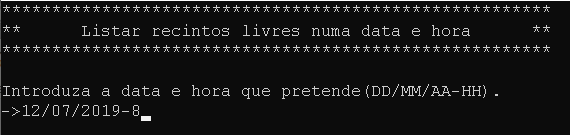 *******************************************************
**      Listar recintos livres numa data e hora      **
*******************************************************
Introduza a data e hora que pretende(DD/MM/AA-HH).
->12/07/2019-8_